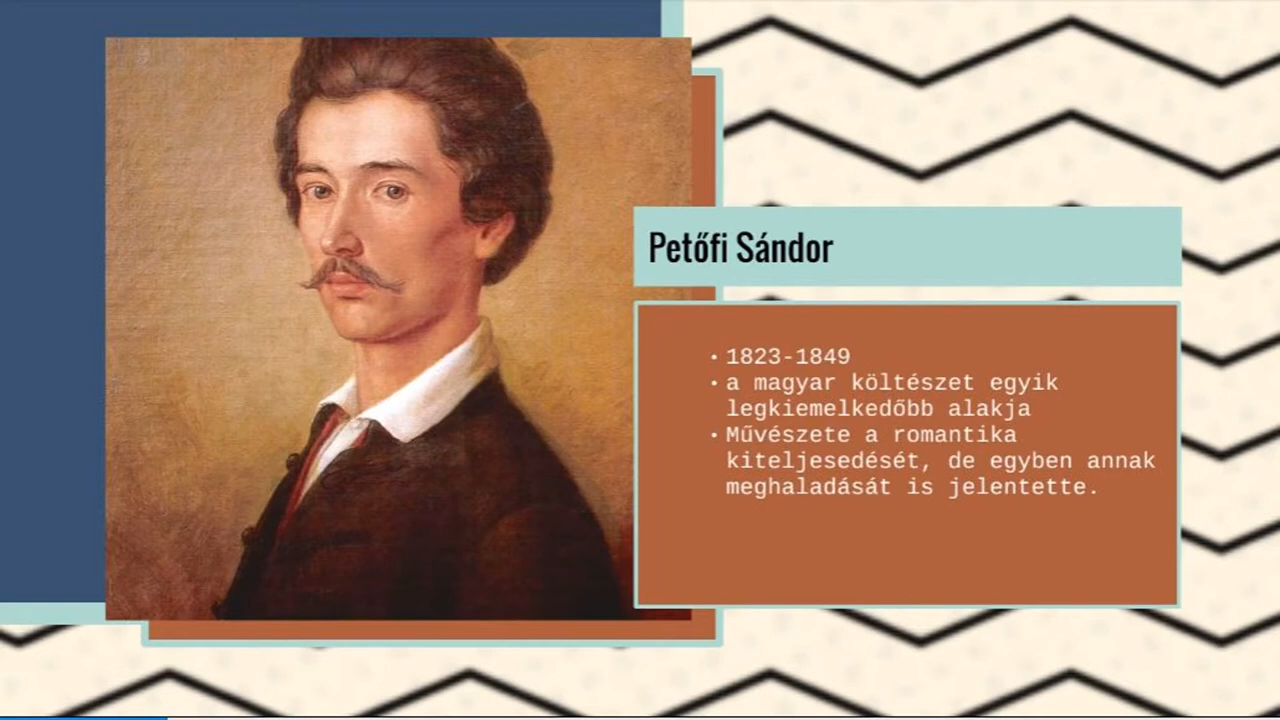 Petőfi Sándor
• 1823-1849
• a magyar költészet egyik
legkiemelkedőbb alakja
• Művészete a romantika
kiteljesedését, de egyben annak
meghaladását is jelentette.